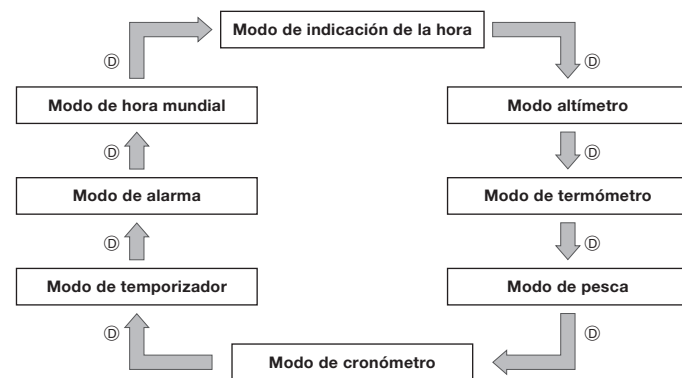 Modo de indicación de la hora
Ⓓ
Ⓓ
Modo de hora mundial
Modo altímetro
Ⓓ
Ⓓ
Modo de alarma
Modo de termómetro
Ⓓ
Ⓓ
Modo de temporizador
Modo de pesca
Ⓓ
Ⓓ
Modo de cronómetro